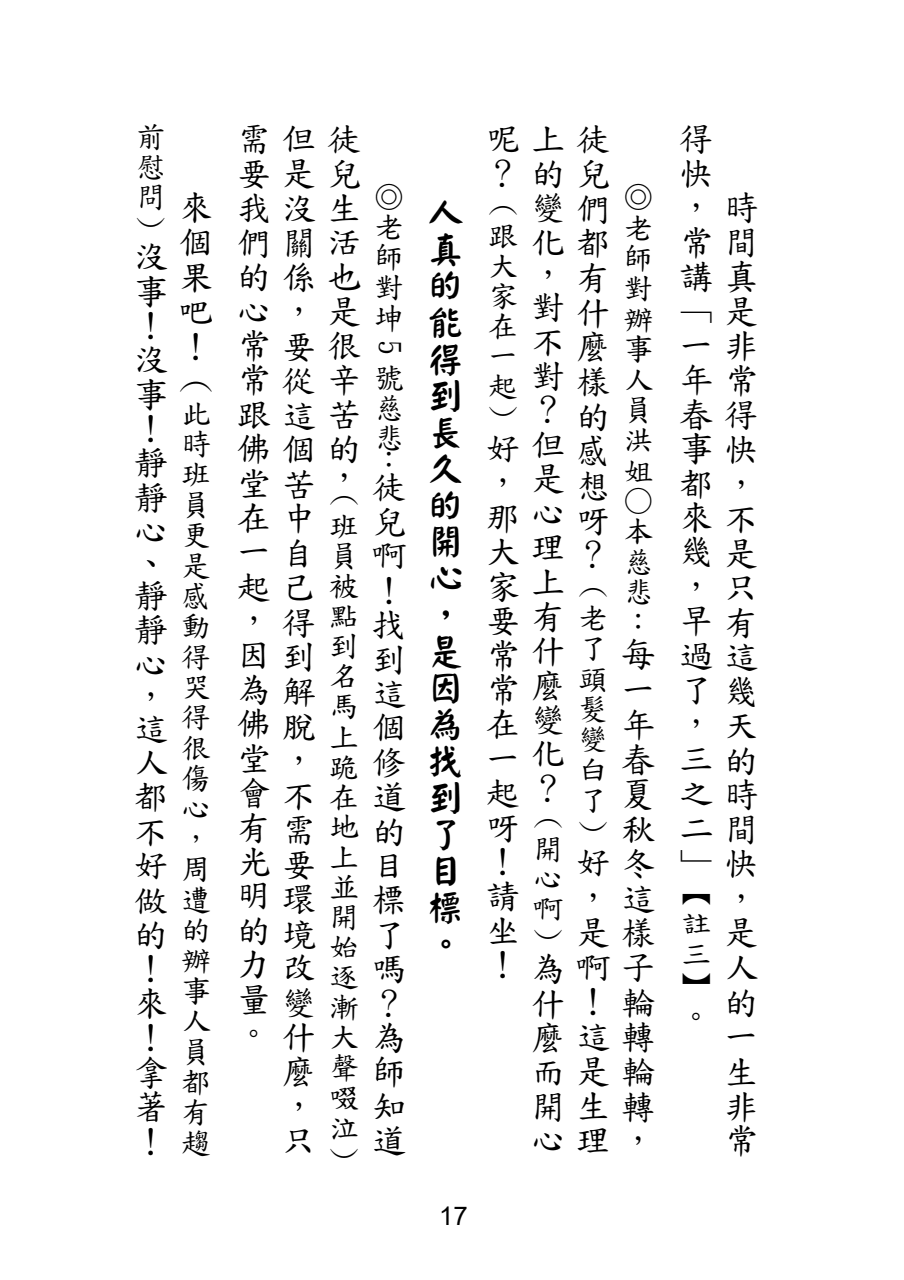 時間真是非常得快，不是只有這幾天的時間快，是人的一生非常
得快，常講「一年春事都來幾，早過了，三之二」【註三】。
◎老師對辦事人員洪姐○本慈悲：每一年春夏秋冬這樣子輪轉輪轉，
徒兒們都有什麼樣的感想呀？（老了頭髮變白了）好，是啊！這是生理
上的變化，對不對？但是心理上有什麼變化？（開心啊）為什麼而開心
呢？（跟大家在一起）好，那大家要常常在一起呀！請坐！
人真的能得到長久的開心，是因為找到了目標。
◎老師對坤5號慈悲：徒兒啊！找到這個修道的目標了嗎？為師知道
徒兒生活也是很辛苦的，（班員被點到名馬上跪在地上並開始逐漸大聲啜泣）
但是沒關係，要從這個苦中自己得到解脫，不需要環境改變什麼，只
需要我們的心常常跟佛堂在一起，因為佛堂會有光明的力量。
來個果吧！（此時班員更是感動得哭得很傷心，周遭的辦事人員都有趨
前慰問）沒事！沒事！靜靜心、靜靜心，這人都不好做的！來！拿著！
17